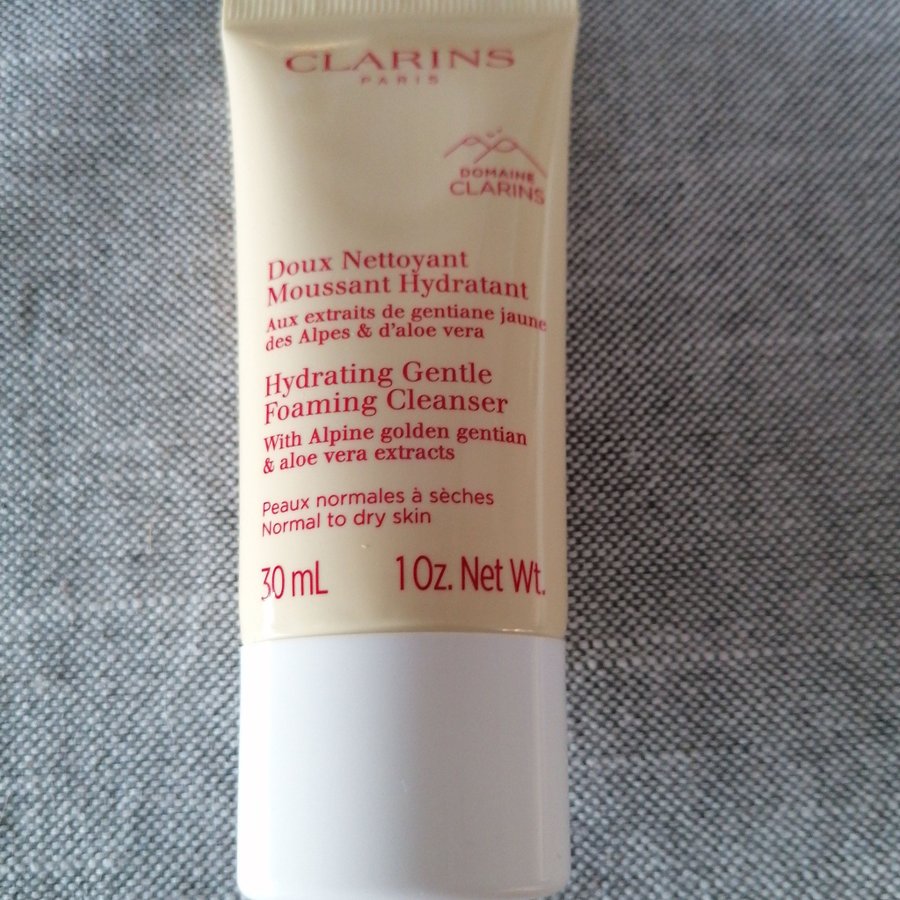 CLARINS
PARIS
DOMAINE
CLARINS
Doux Nettoyant
Moussant Hydratant
Aux extraits de gentiane jaune
des Alpes & d'aloe vera
Hydrating Gentle
Foaming Cleanser
With Alpine golden gentian
& aloe vera extracts
Peaux normales à sèches
Normal to dry skin
30 mL 1 Oz. Net Wt.